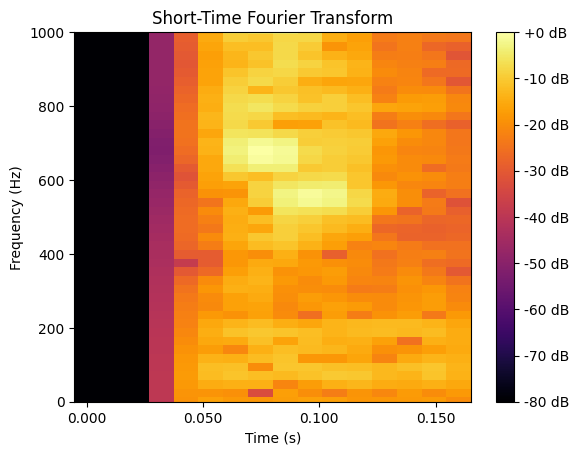 Short-Time Fourier Transform
1000
800
600
400
200
0
Frequency (Hz)
0.000
0.050
0.100
0.150
Time (s)
+0 dB
-10 dB
-20 dB
-30 dB
-40 dB
-50 dB
-60 dB
-70 dB
-80 dB